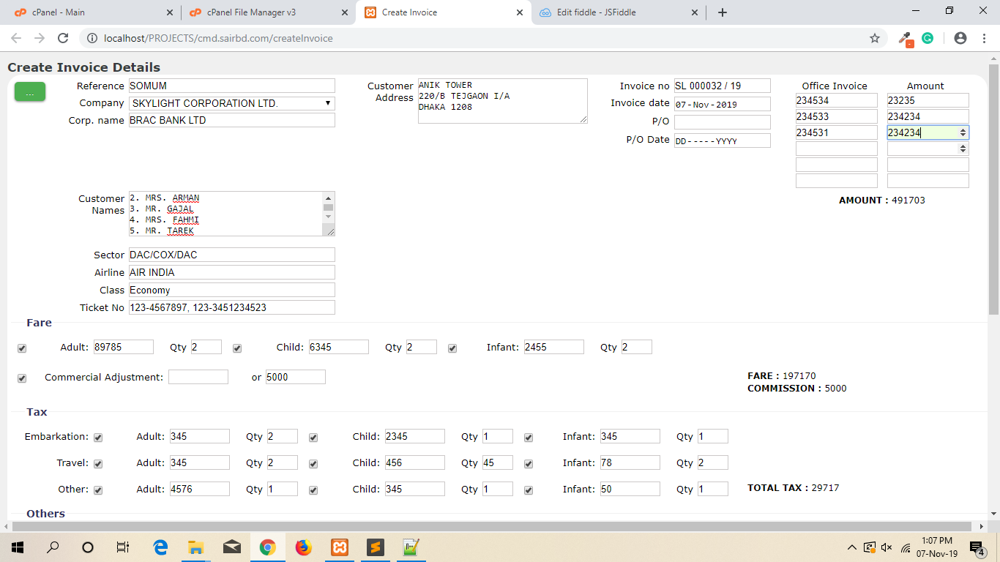 cPanel - Main
cPanel File Manager v3
Create Invoice
Edit fiddle - JSFiddle
localhost/PROJECTS/cmd.sairbd.com/createInvoice
Create Invoice Details
...
Reference SOMUM
Company SKYLIGHT CORPORATION LTD.
Corp. name BRAC BANK LTD
Customer Address
ANIK TOWER
220/B TEJGAON I/A
DHAKA 1208
Invoice no SL 000032 / 19
Invoice date 07-Nov-2019
P/O
P/O Date DD-----YYYY
Office Invoice Amount
234534 23235
234533 234234
234531 234234
AMOUNT : 491703
Customer Names
2. MRS. ARMAN
3. MR. GAJAL
4. MRS. FAHMI
5. MR. TAREK
Sector DAC/COX/DAC
Airline AIR INDIA
Class Economy
Ticket No 123-4567897, 123-3451234523
Fare
Adult: 89785 Qty 2 Child: 6345 Qty 2 Infant: 2455 Qty 2
Commercial Adjustment: or 5000
FARE : 197170
COMMISSION : 5000
Tax
Embarkation: Adult: 345 Qty 2 Child: 2345 Qty 1 Infant: 345 Qty 1
Travel: Adult: 345 Qty 2 Child: 456 Qty 45 Infant: 78 Qty 2
Other: Adult: 4576 Qty 1 Child: 345 Qty 1 Infant: 50 Qty 1
TOTAL TAX : 29717
Others
1:07 PM
07-Nov-19
4